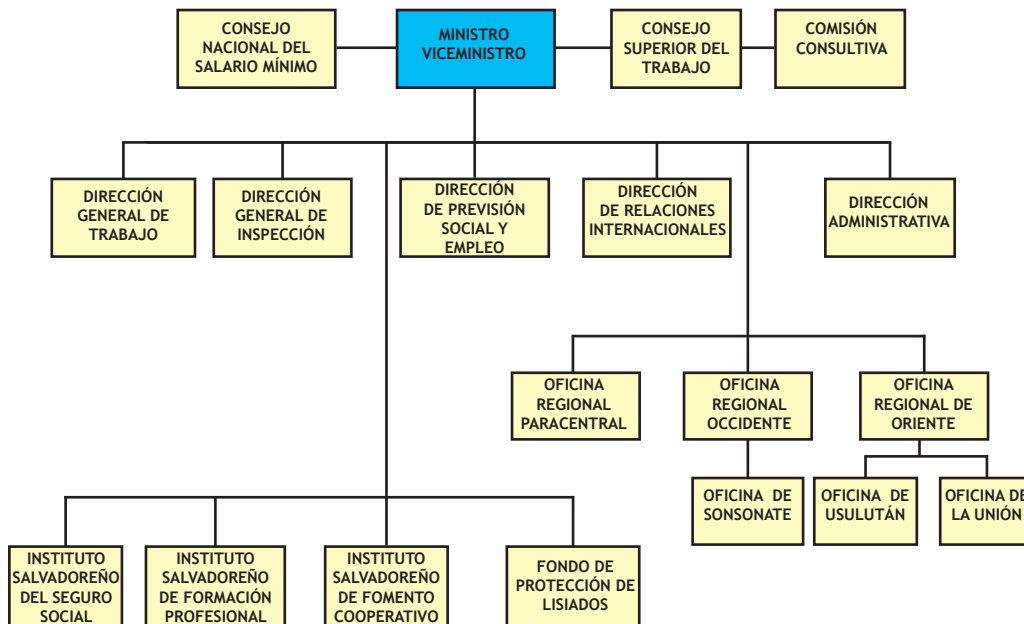 CONSEJO
NACIONAL DEL
SALARIO MÍNIMO
MINISTRO
VICEMINISTRO
CONSEJO
SUPERIOR DEL
TRABAJO
COMISIÓN
CONSULTIVA
DIRECCIÓN
GENERAL DE
TRABAJO
DIRECCIÓN
GENERAL DE
INSPECCIÓN
DIRECCIÓN
DE PREVISIÓN
SOCIAL Y
EMPLEO
DIRECCIÓN
DE RELACIONES
INTERNACIONALES
DIRECCIÓN
ADMINISTRATIVA
OFICINA
REGIONAL
PARACENTRAL
OFICINA
REGIONAL
OCCIDENTE
OFICINA
REGIONAL DE
ORIENTE
OFICINA DE
SONSONATE
OFICINA DE
USULUTÁN
OFICINA DE
LA UNIÓN
INSTITUTO
SALVADOREÑO
DEL SEGURO
SOCIAL
INSTITUTO
SALVADOREÑO
DE FORMACIÓN
PROFESIONAL
INSTITUTO
SALVADOREÑO
DE FOMENTO
COOPERATIVO
FONDO DE
PROTECCIÓN DE
LISIADOS